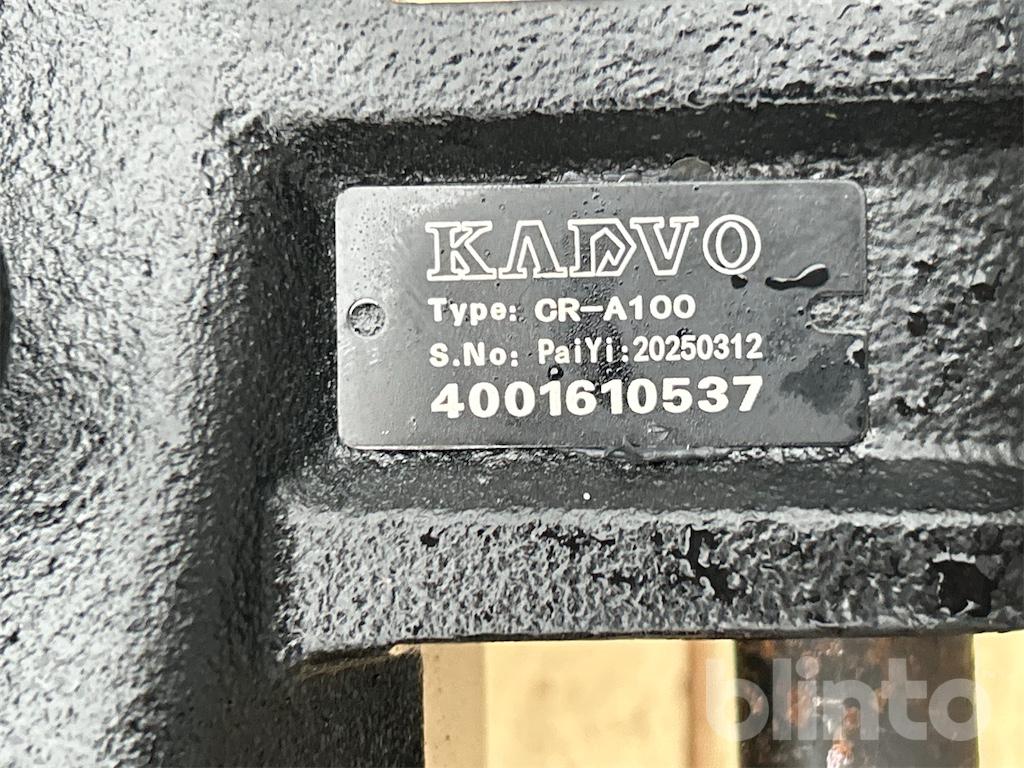 KADVO
Type: CR-A100
S.No: PaiYi:20250312
4001610537
blinto